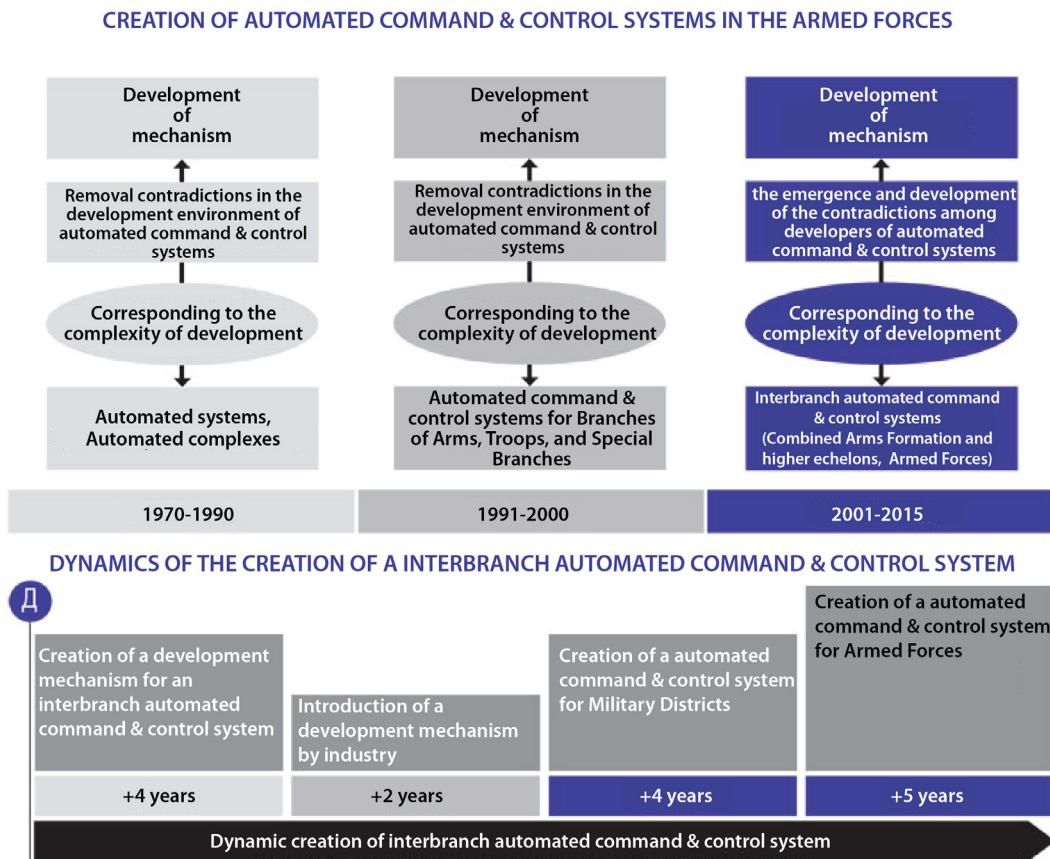 CREATION OF AUTOMATED COMMAND & CONTROL SYSTEMS IN THE ARMED FORCES
Development
of
mechanism
Removal contradictions in the
development environment of
automated command & control
systems
Corresponding to the
complexity of development
Automated systems,
Automated complexes
1970-1990
Development
of
mechanism
Removal contradictions in the
development environment of
automated command & control
systems
Corresponding to the
complexity of development
Automated command &
control systems for Branches
of Arms, Troops, and Special
Branches
1991-2000
Development
of
mechanism
the emergence and development
of the contradictions among
developers of automated
command & control systems
Corresponding to the
complexity of development
Interbranch automated command
& control systems
(Combined Arms Formation and
higher echelons, Armed Forces)
2001-2015
DYNAMICS OF THE CREATION OF A INTERBRANCH AUTOMATED COMMAND & CONTROL SYSTEM
Д
Creation of a development
mechanism for an
interbranch automated
command & control system
+4 years
Introduction of a
development mechanism
by industry
+2 years
Creation of a automated
command & control system
for Military Districts
+4 years
Creation of a automated
command & control system
for Armed Forces
+5 years
Dynamic creation of interbranch automated command & control system